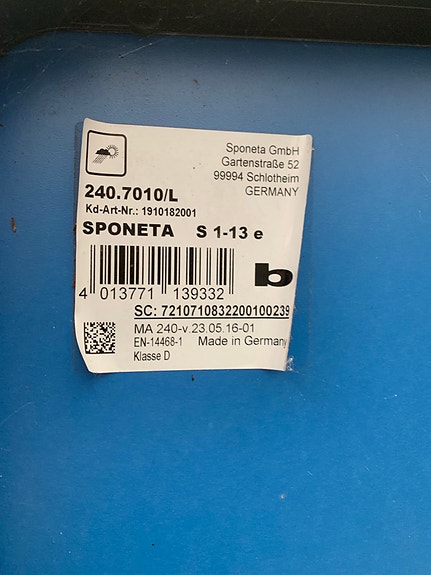 Sponeta GmbH
Gartenstraße 52
99994 Schlotheim
GERMANY
240.7010/L
Kd-Art-Nr.: 1910182001
SPONETA S 1-13 e
b
4 013771 139332
SC: 7210710832200100239
MA 240-v.23.05.16-01
EN-14468-1 Made in Germany
Klasse D